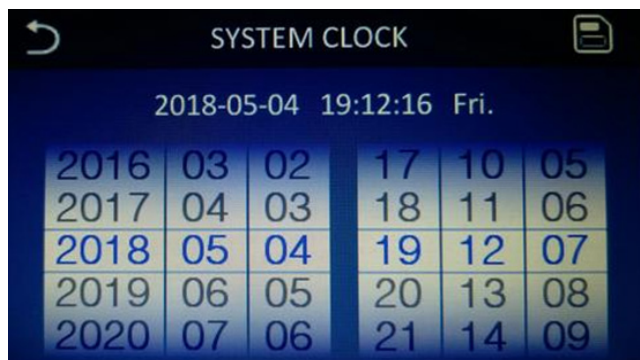 SYSTEM CLOCK
2018-05-04 19:12:16 Fri.
2016 03 02 17 10 05
2017 04 03 18 11 06
2018 05 04 19 12 07
2019 06 05 20 13 08
2020 07 06 21 14 09